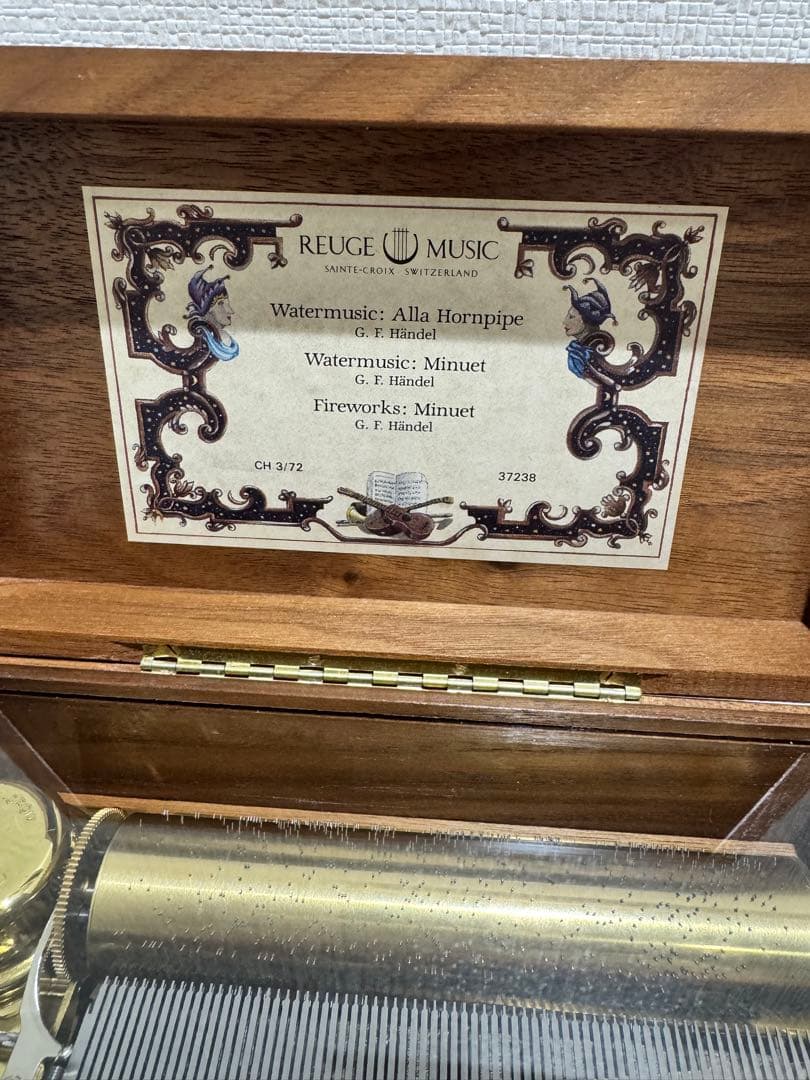 REUGE MUSIC
SAINTE-CROIX SWITZERLAND
Watermusic: Alla Hornpipe
G. F. Händel
Watermusic: Minuet
G. F. Händel
Fireworks: Minuet
G. F. Händel
CH 3/72
37238